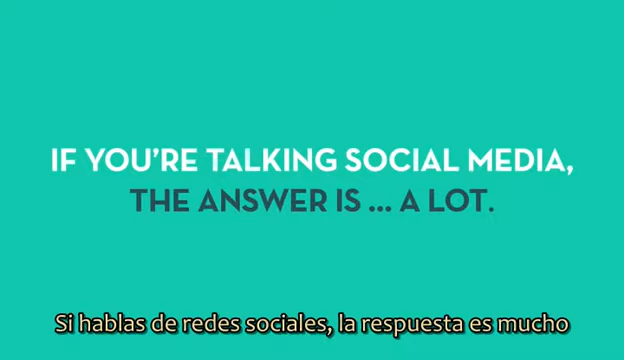 IF YOU'RE TALKING SOCIAL MEDIA,
THE ANSWER IS ... A LOT.
Si hablas de redes sociales, la respuesta es mucho